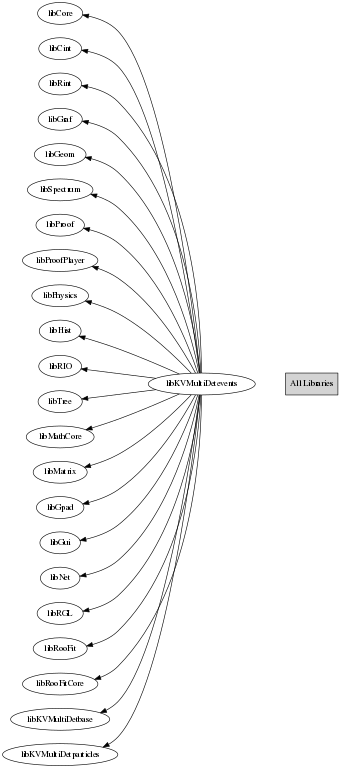 libCore
libCint
libRint
libGraf
libGeom
libSpectrum
libProof
libProofPlayer
libPhysics
libHist
libRIO
libKVMultiDetevents
All Libraries
libTree
libMathCore
libMatrix
libGpad
libGui
libNet
libRGL
libRooFit
libRooFitCore
libKVMultiDetbase
libKVMultiDetparticles